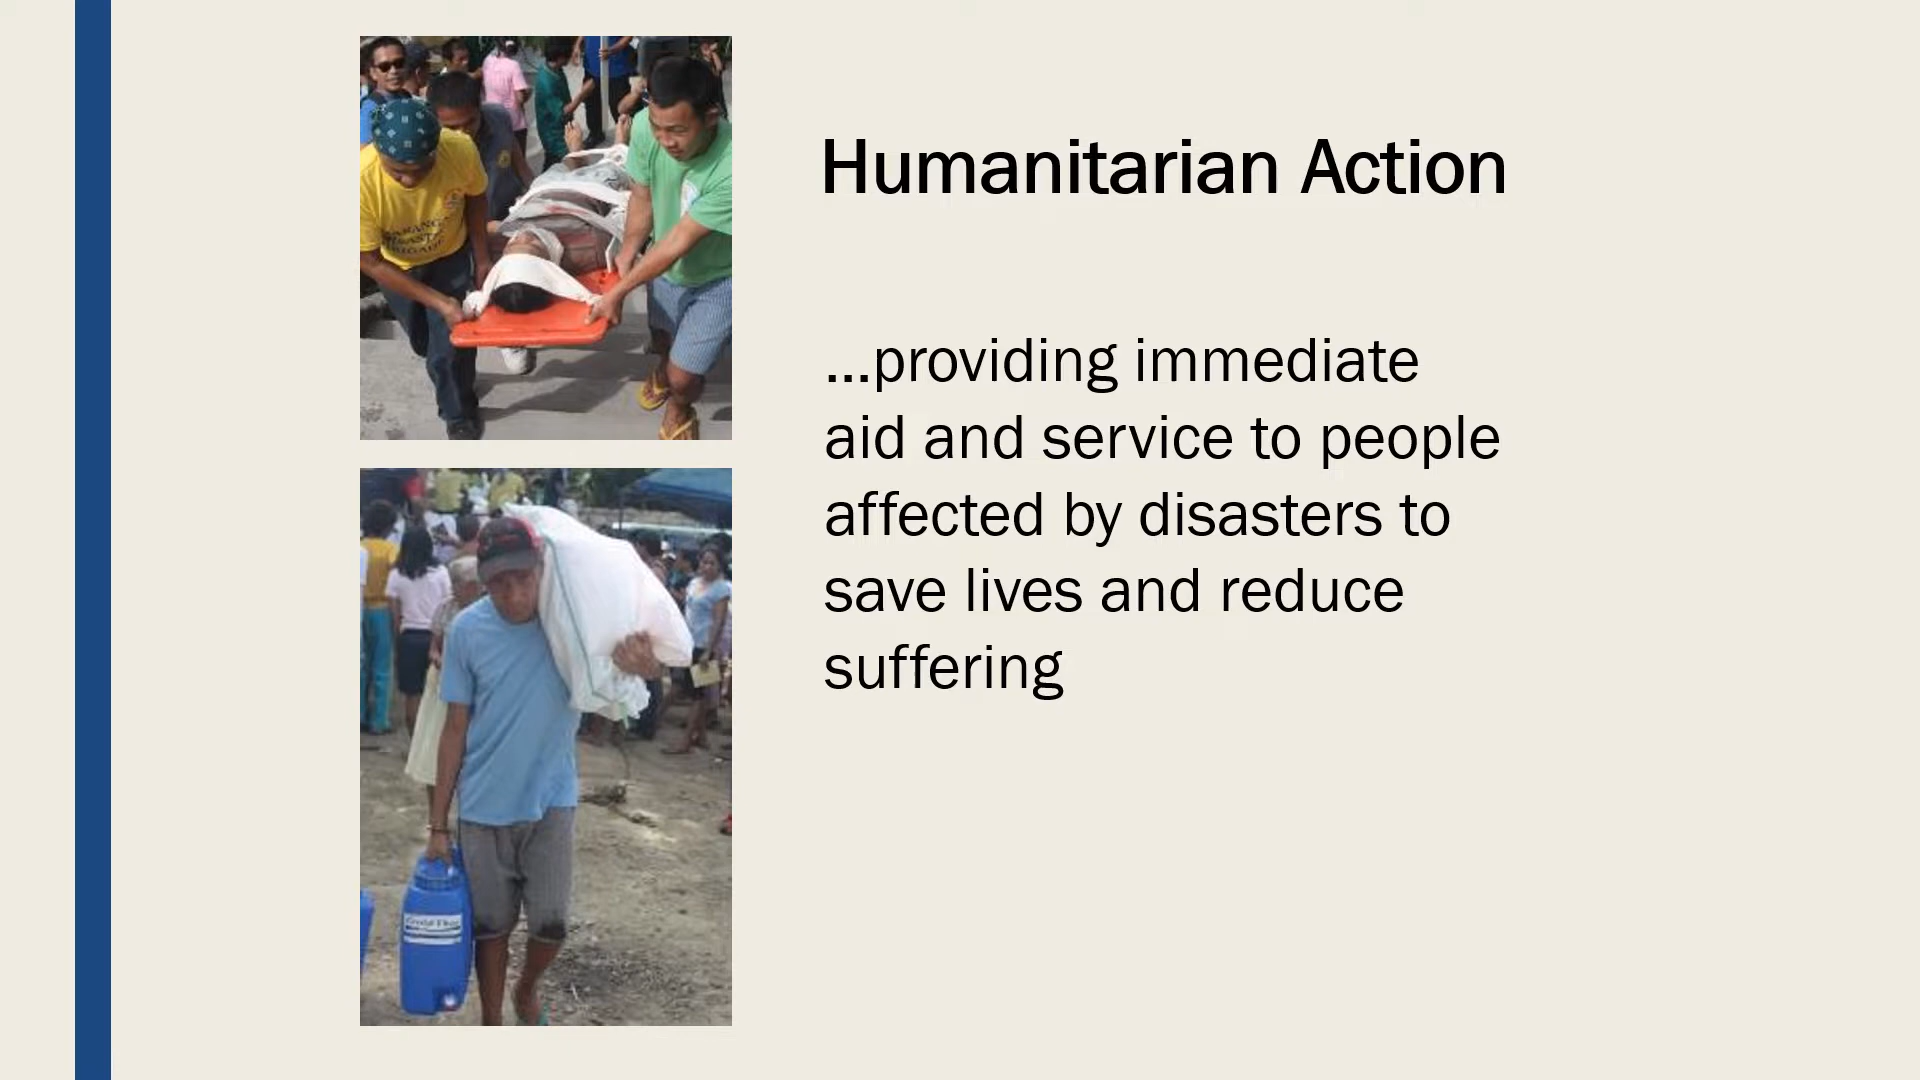 Humanitarian Action
...providing immediate
aid and service to people
affected by disasters to
save lives and reduce
suffering